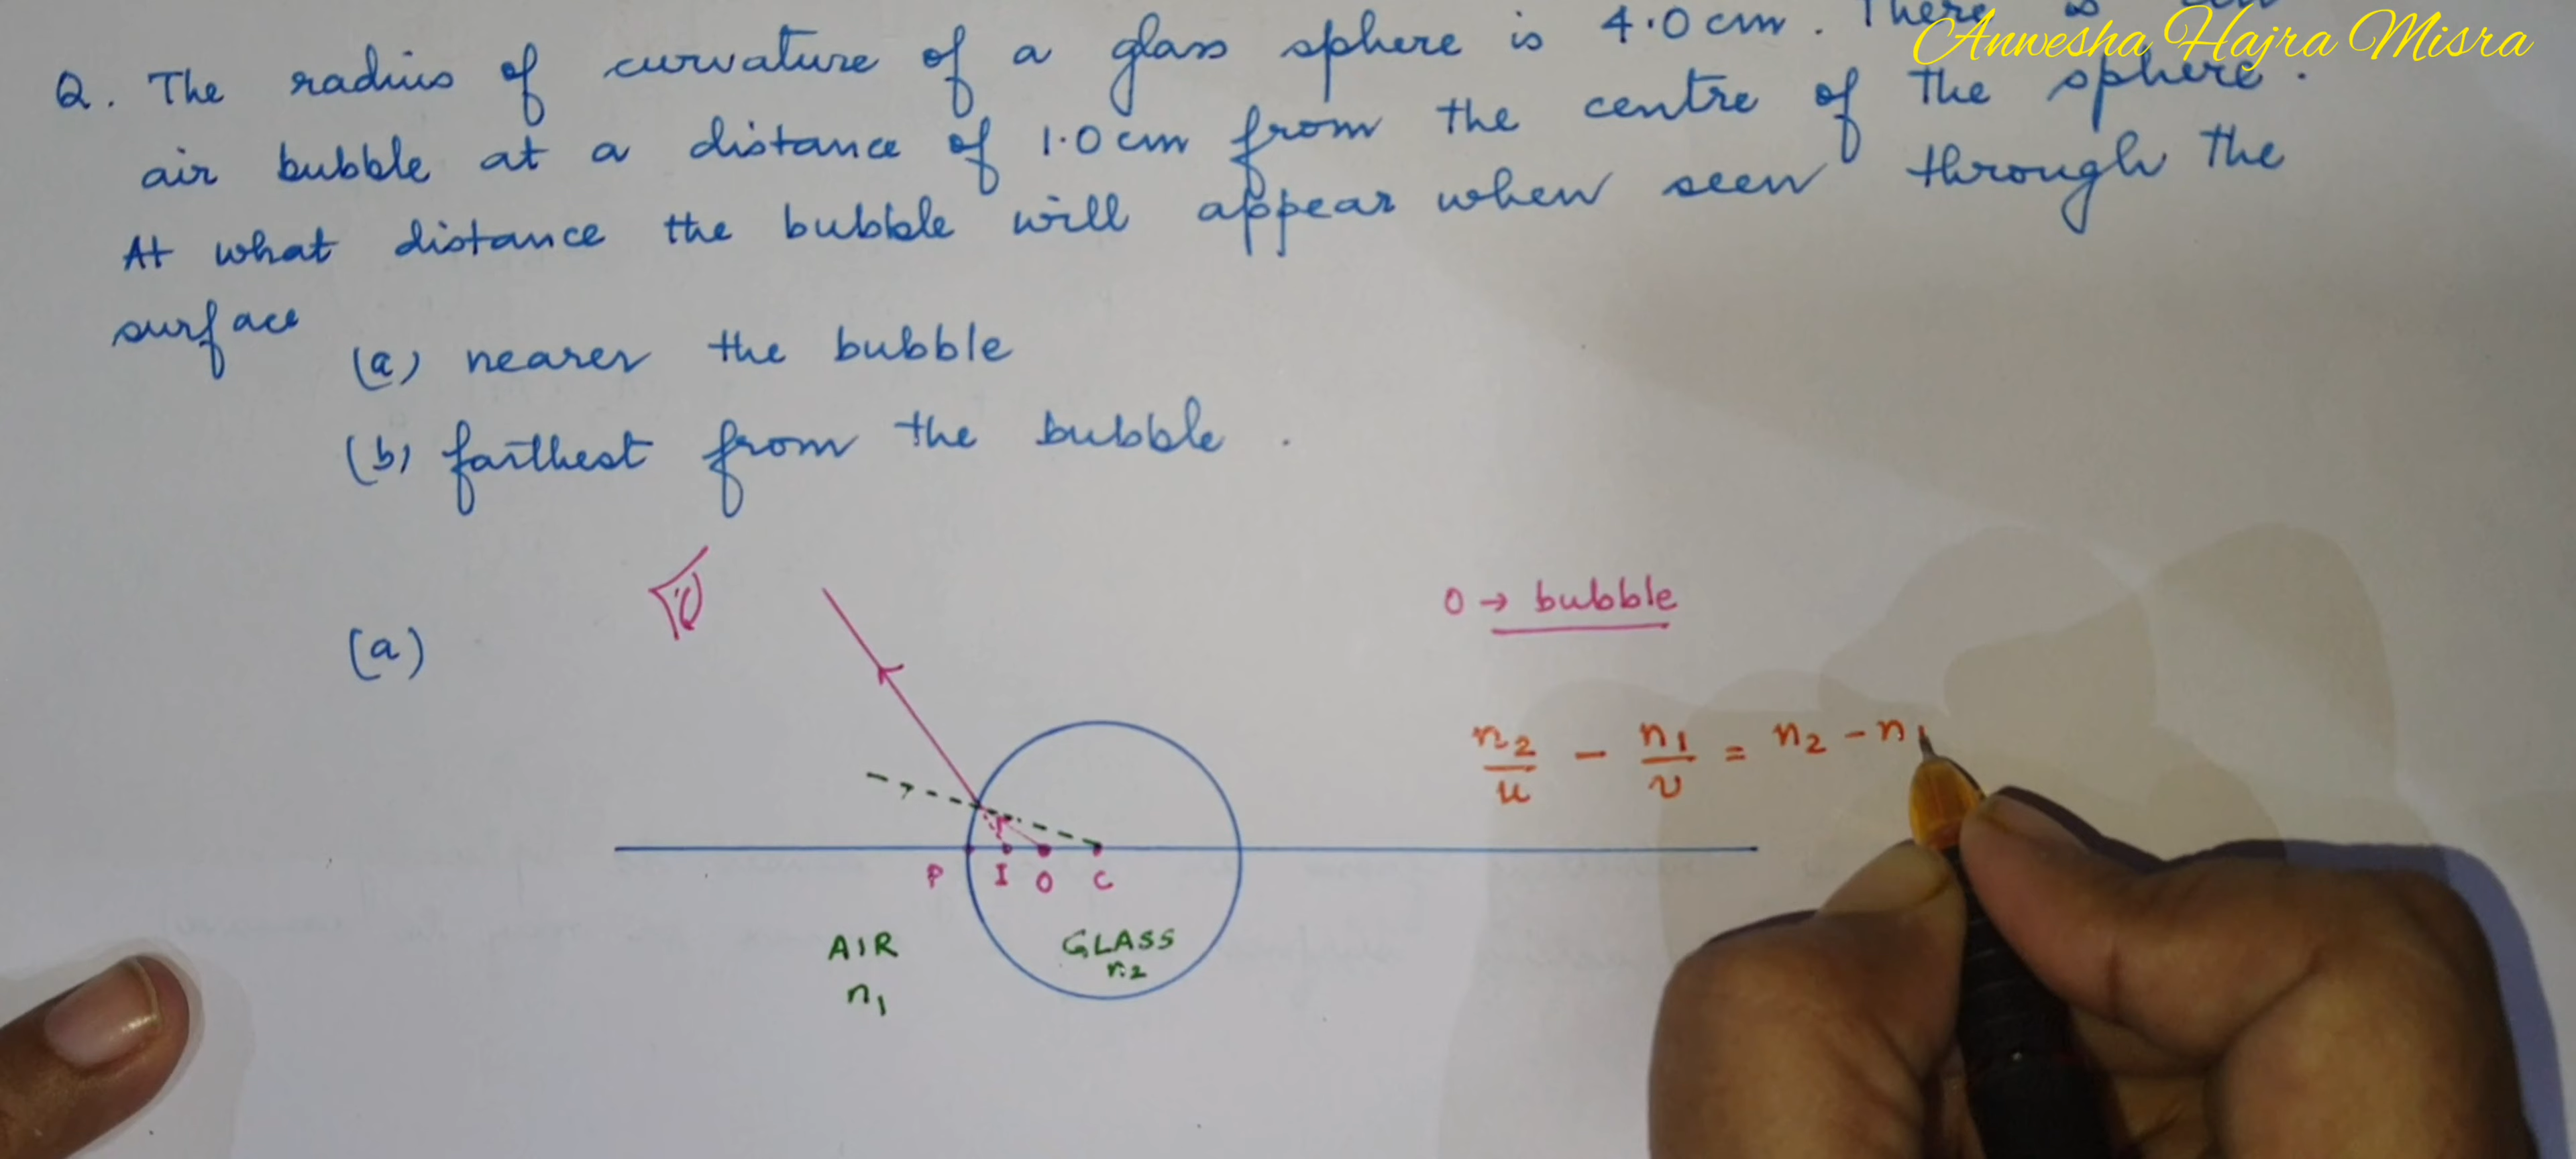 Anwesha Hajra Misra
Q. The radius of curvature of a glass sphere is 4.0 cm. There is
air bubble at a distance of 1.0 cm from the centre of the sphere.
At what distance the bubble will appear when seen through the
surface
(a) nearer the bubble
(b) farthest from the bubble.
(a)
O → bubble
n2/u - n1/v = n2 - n1
P I O C
AIR
n1
GLASS
n2